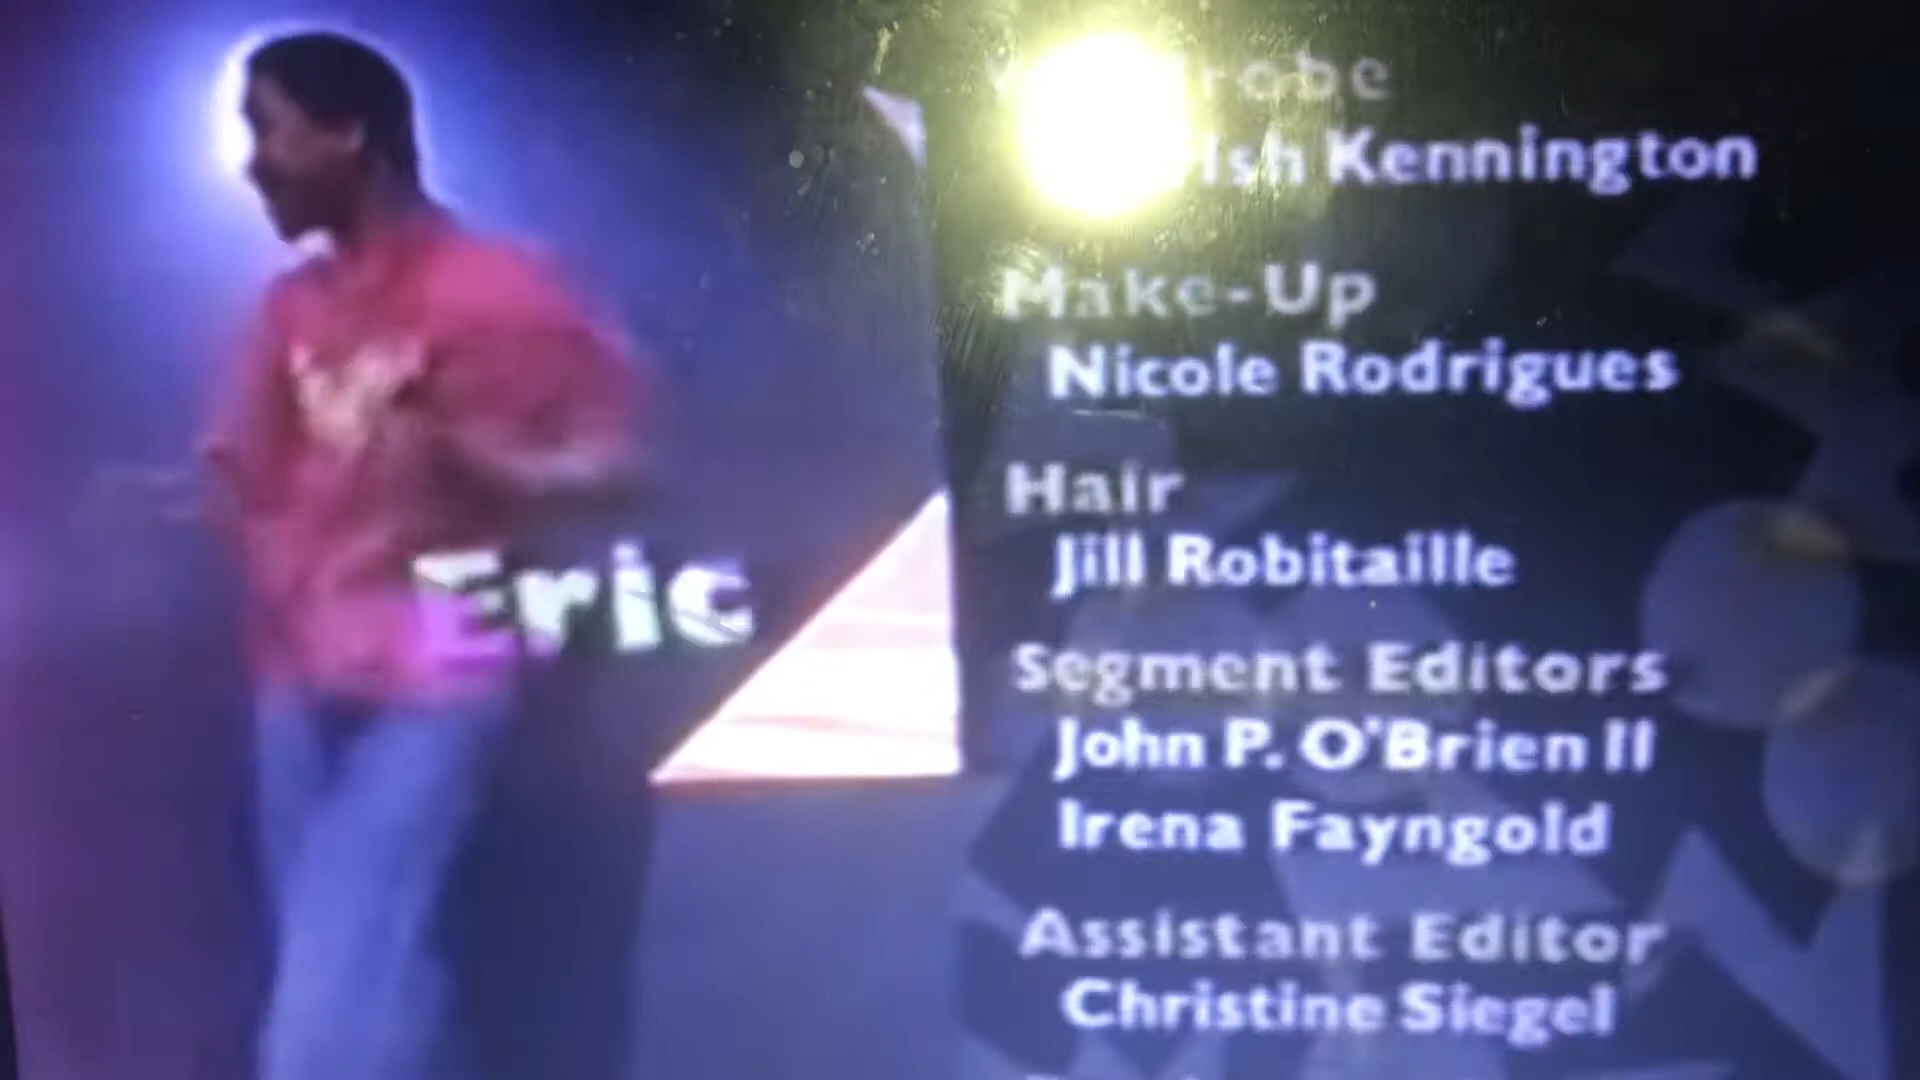 Kennington
Make-Up
Nicole Rodrigues
Hair
Jill Robitaille
Eric
Segment Editors
John P. O'Brien II
Irena Fayngold
Assistant Editor
Christine Siegel